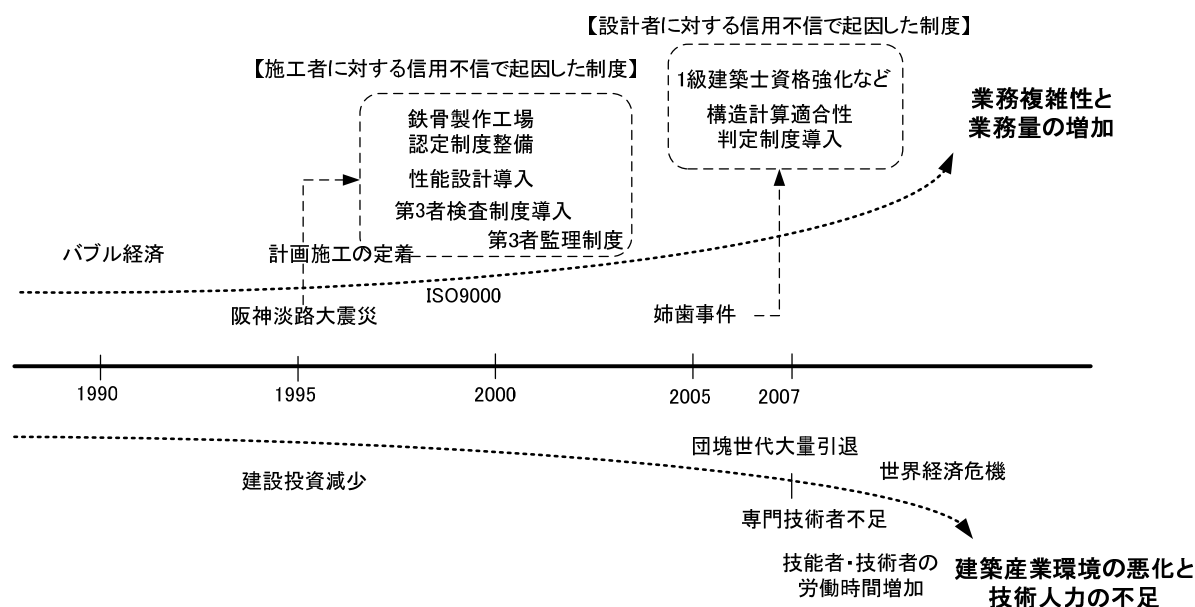 【設計者に対する信用不信で起因した制度】
【施工者に対する信用不信で起因した制度】
1級建築士資格強化など
構造計算適合性
判定制度導入
業務複雑性と
業務量の増加
鉄骨製作工場
認定制度整備
性能設計導入
第3者検査制度導入
第3者監理制度
バブル経済
計画施工の定着
ISO9000
阪神淡路大震災
姉歯事件
1990
1995
2000
2005
2007
団塊世代大量引退
建設投資減少
世界経済危機
専門技術者不足
技能者・技術者の
労働時間増加
建築産業環境の悪化と
技術人力の不足